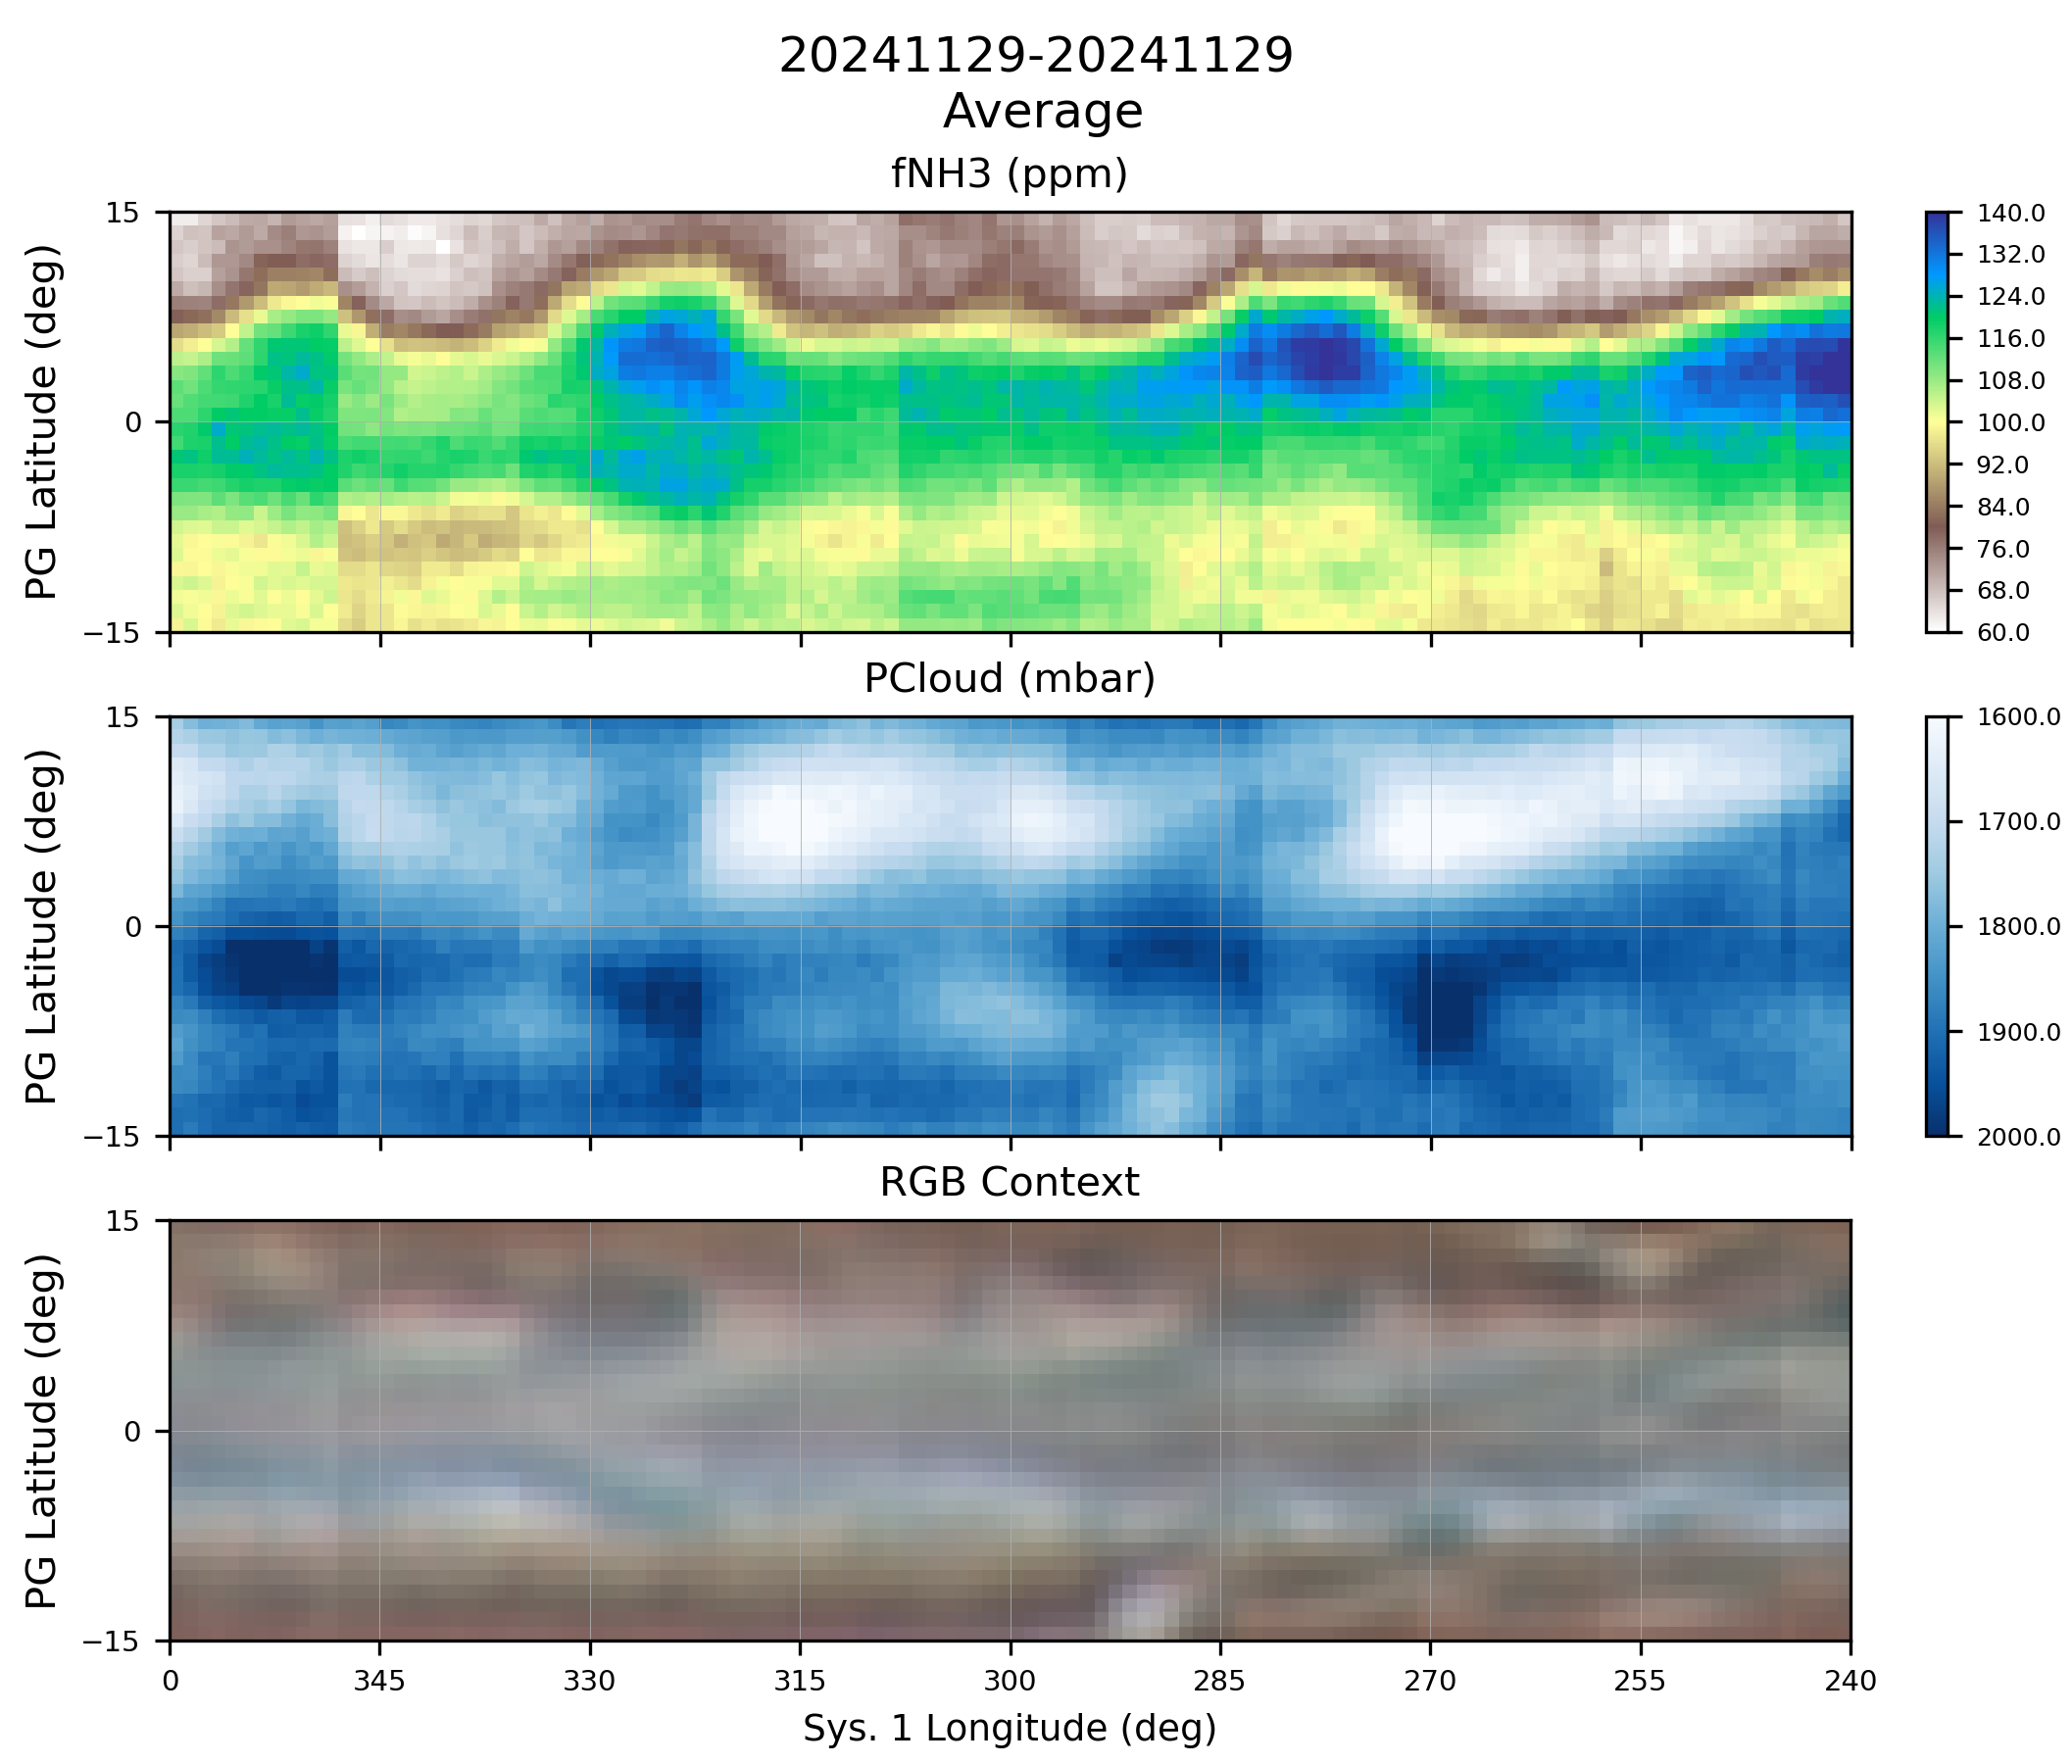 20241129-20241129
Average
fNH3 (ppm)
PG Latitude (deg)
15
0
−15
140.0
132.0
124.0
116.0
108.0
100.0
92.0
84.0
76.0
68.0
60.0
PCloud (mbar)
PG Latitude (deg)
15
0
−15
1600.0
1700.0
1800.0
1900.0
2000.0
RGB Context
PG Latitude (deg)
15
0
−15
0 345 330 315 300 285 270 255 240
Sys. 1 Longitude (deg)